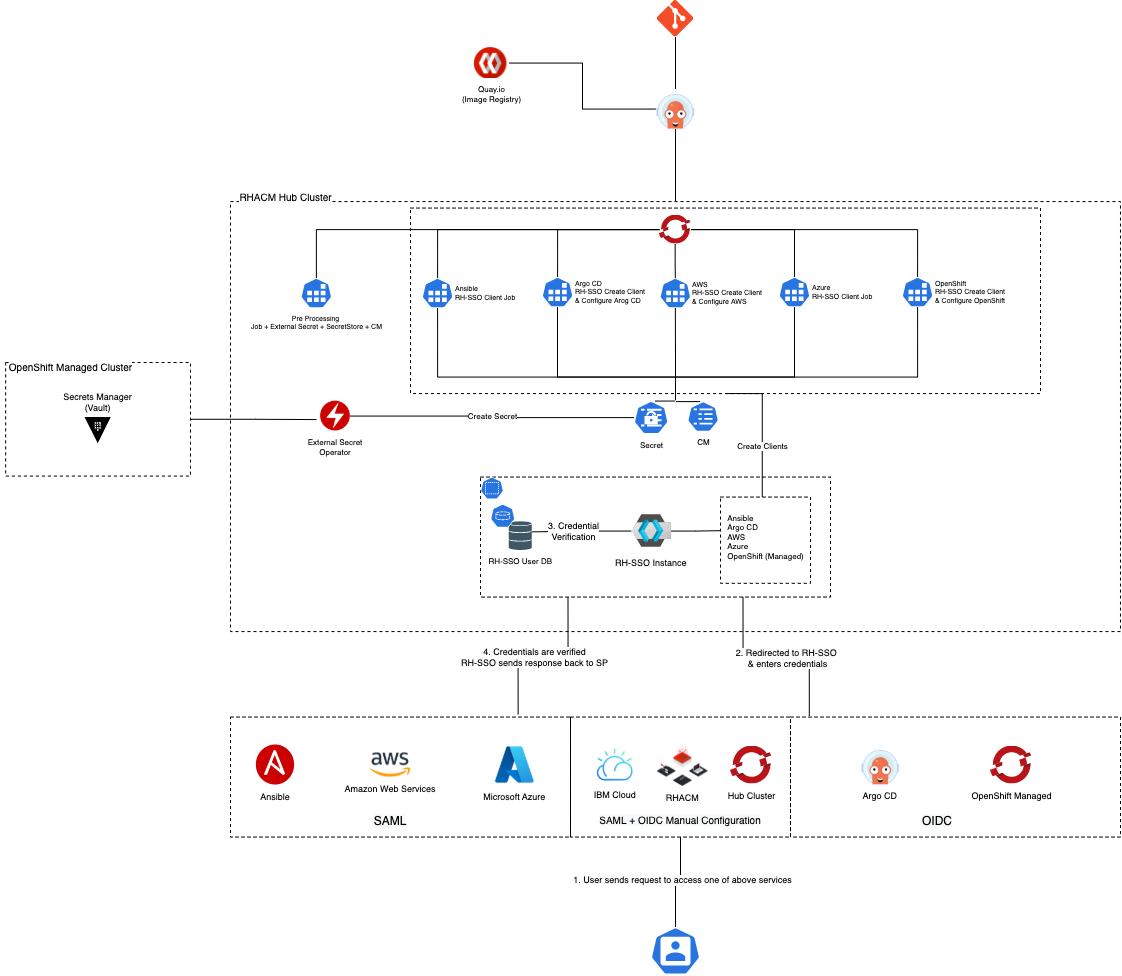 Quay.io
(Image Registry)
RHACM Hub Cluster
Ansible
RH-SSO Client Job
Argo CD
RH-SSO Create Client
& Configure Arog CD
AWS
RH-SSO Create Client
& Configure AWS
Azure
RH-SSO Client Job
OpenShift
RH-SSO Create Client
& Configure OpenShift
Pre Processing
Job + External Secret + SecretStore + CM
OpenShift Managed Cluster
Secrets Manager
(Vault)
External Secret
Operator
Create Secret
Secret
CM
Create Clients
3. Credential
Verification
RH-SSO User DB
RH-SSO Instance
Ansible
Argo CD
AWS
Azure
OpenShift (Managed)
4. Credentials are verified
RH-SSO sends response back to SP
2. Redirected to RH-SSO
& enters credentials
Ansible
aws
Amazon Web Services
Microsoft Azure
SAML
IBM Cloud
RHACM
Hub Cluster
SAML + OIDC Manual Configuration
Argo CD
OpenShift Managed
OIDC
1. User sends request to access one of above services